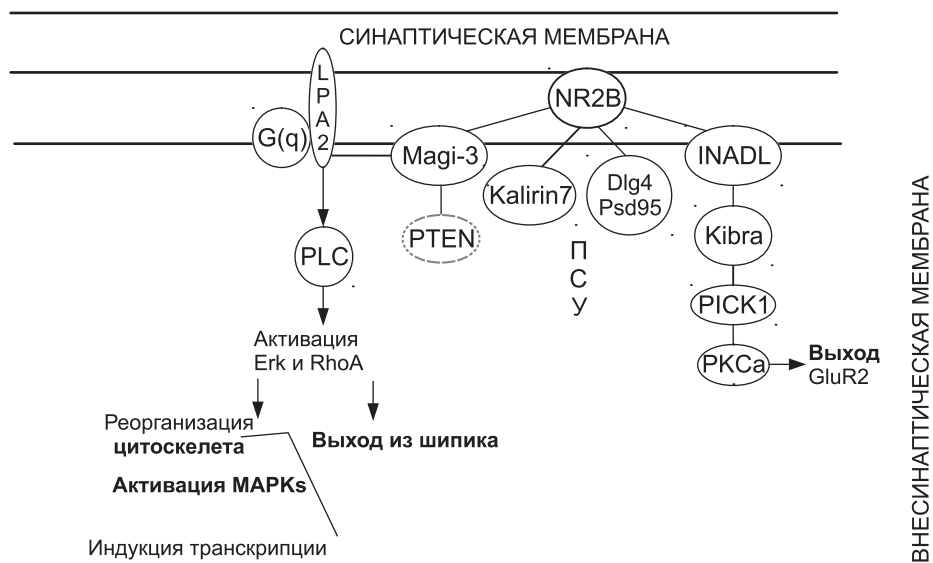 СИНАПТИЧЕСКАЯ МЕМБРАНА
L
P
A
2
G(q)
NR2B
Magi-3
INADL
Kalirin7
Dlg4
Psd95
PTEN
Kibra
PLC
П
С
У
PICK1
PKCa
Выход
GluR2
Активация
Erk и RhoA
Реорганизация
цитоскелета
Выход из шипика
Активация MAPKs
Индукция транскрипции
ВНЕСИНАПТИЧЕСКАЯ МЕМБРАНА